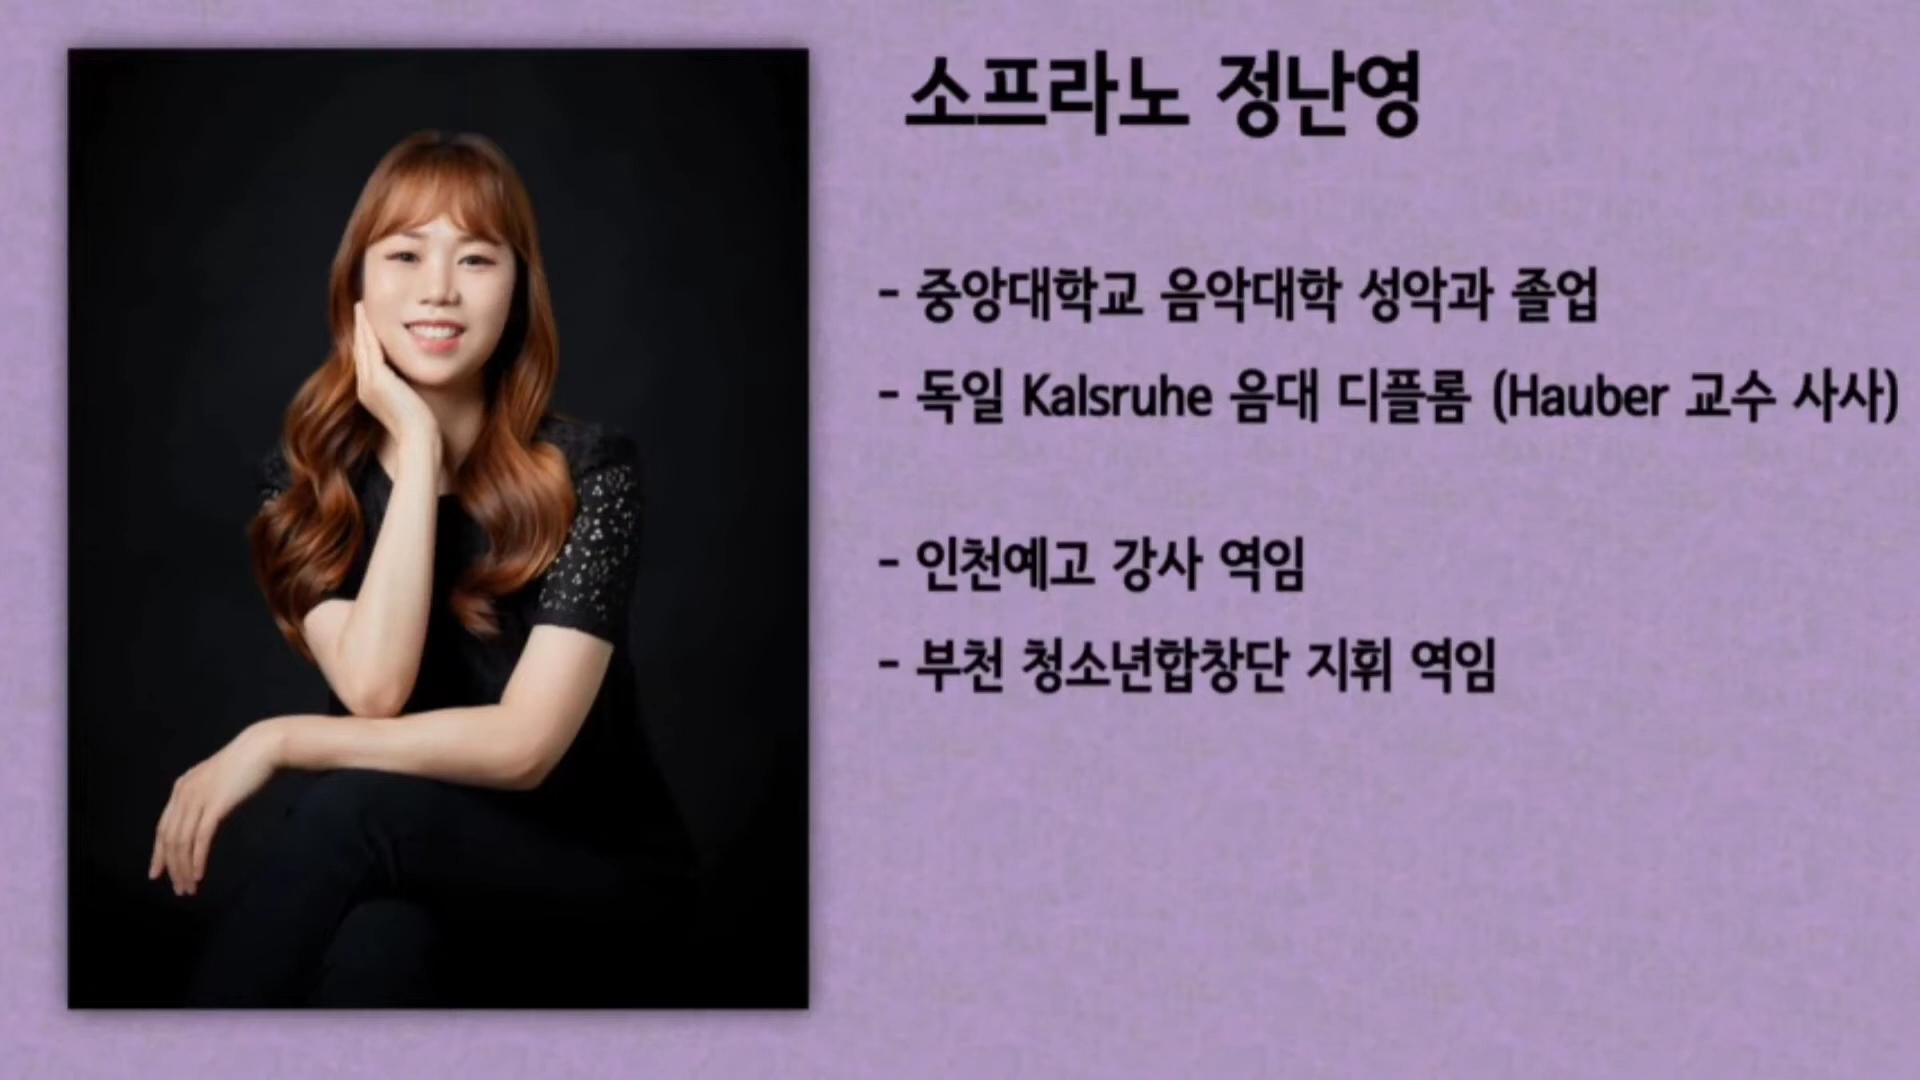 소프라노 정난영
- 중앙대학교 음악대학 성악과 졸업
- 독일 Kalsruhe 음대 디플롬 (Hauber 교수 사사)
- 인천예고 강사 역임
- 부천 청소년합창단 지휘 역임